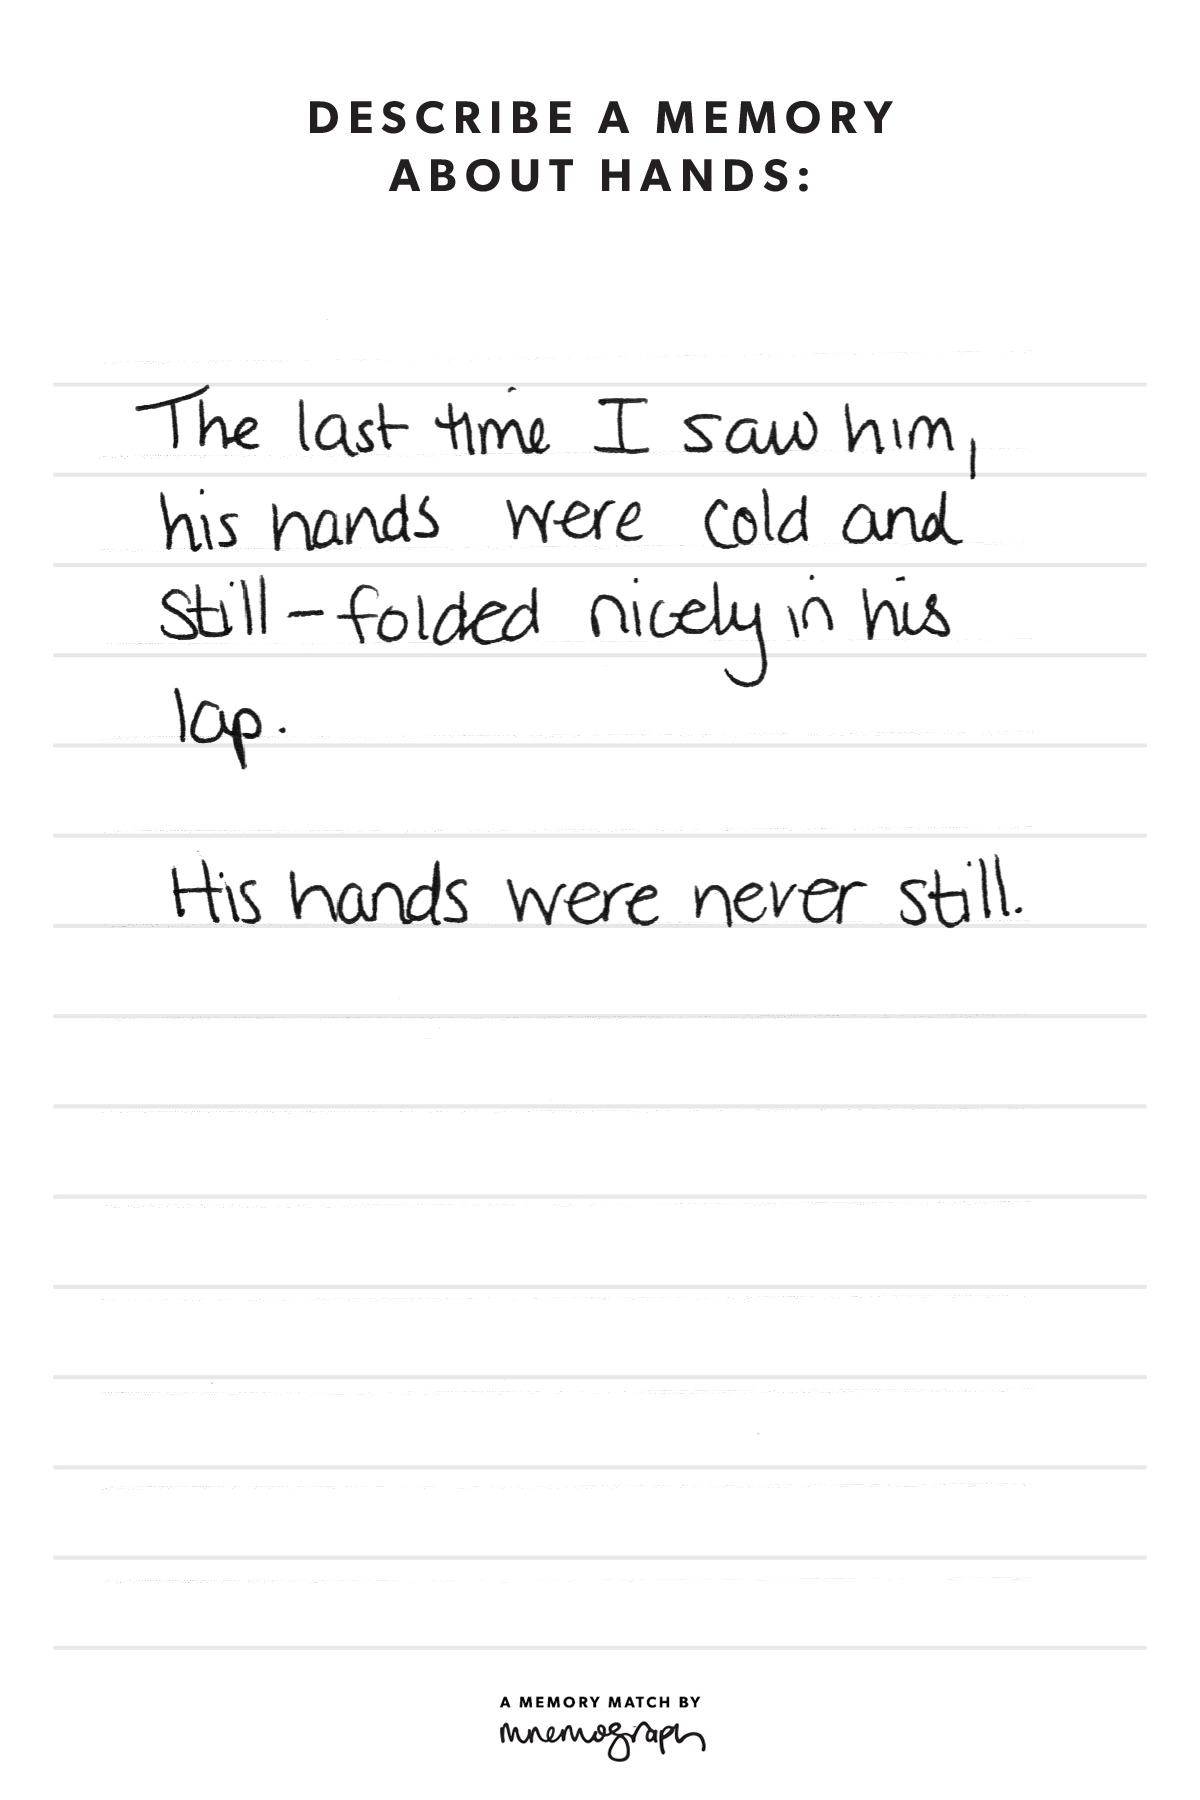 DESCRIBE A MEMORY
ABOUT HANDS:
The last time I saw him,
his hands were cold and
still – folded nicely in his
lap.
His hands were never still.
A MEMORY MATCH BY
mnemograph